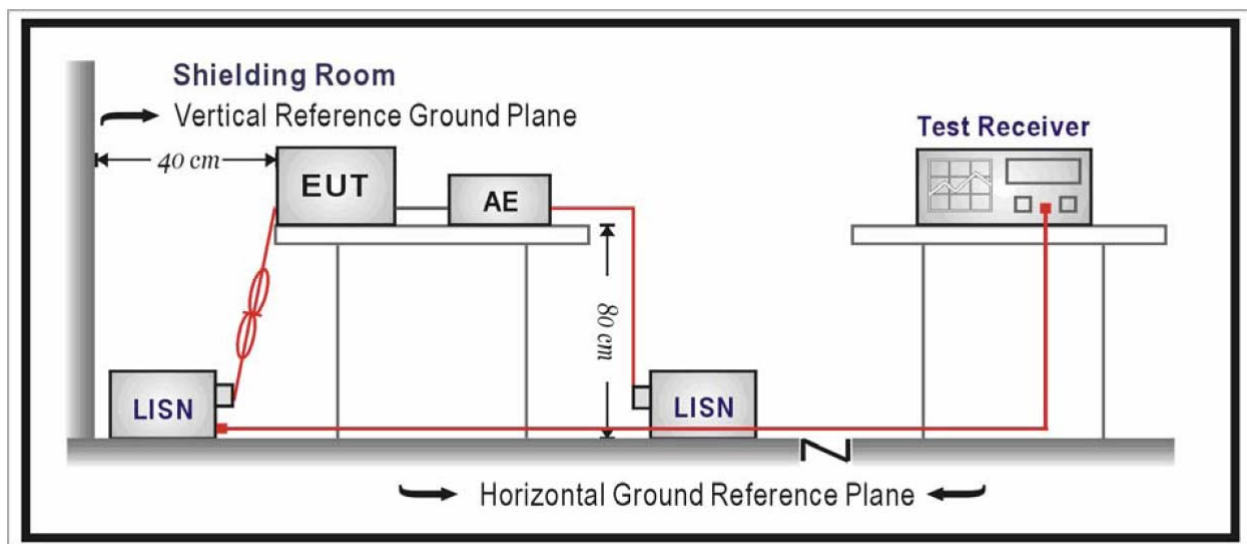 Shielding Room
Vertical Reference Ground Plane
40 cm
EUT
AE
Test Receiver
80 cm
LISN
LISN
Horizontal Ground Reference Plane